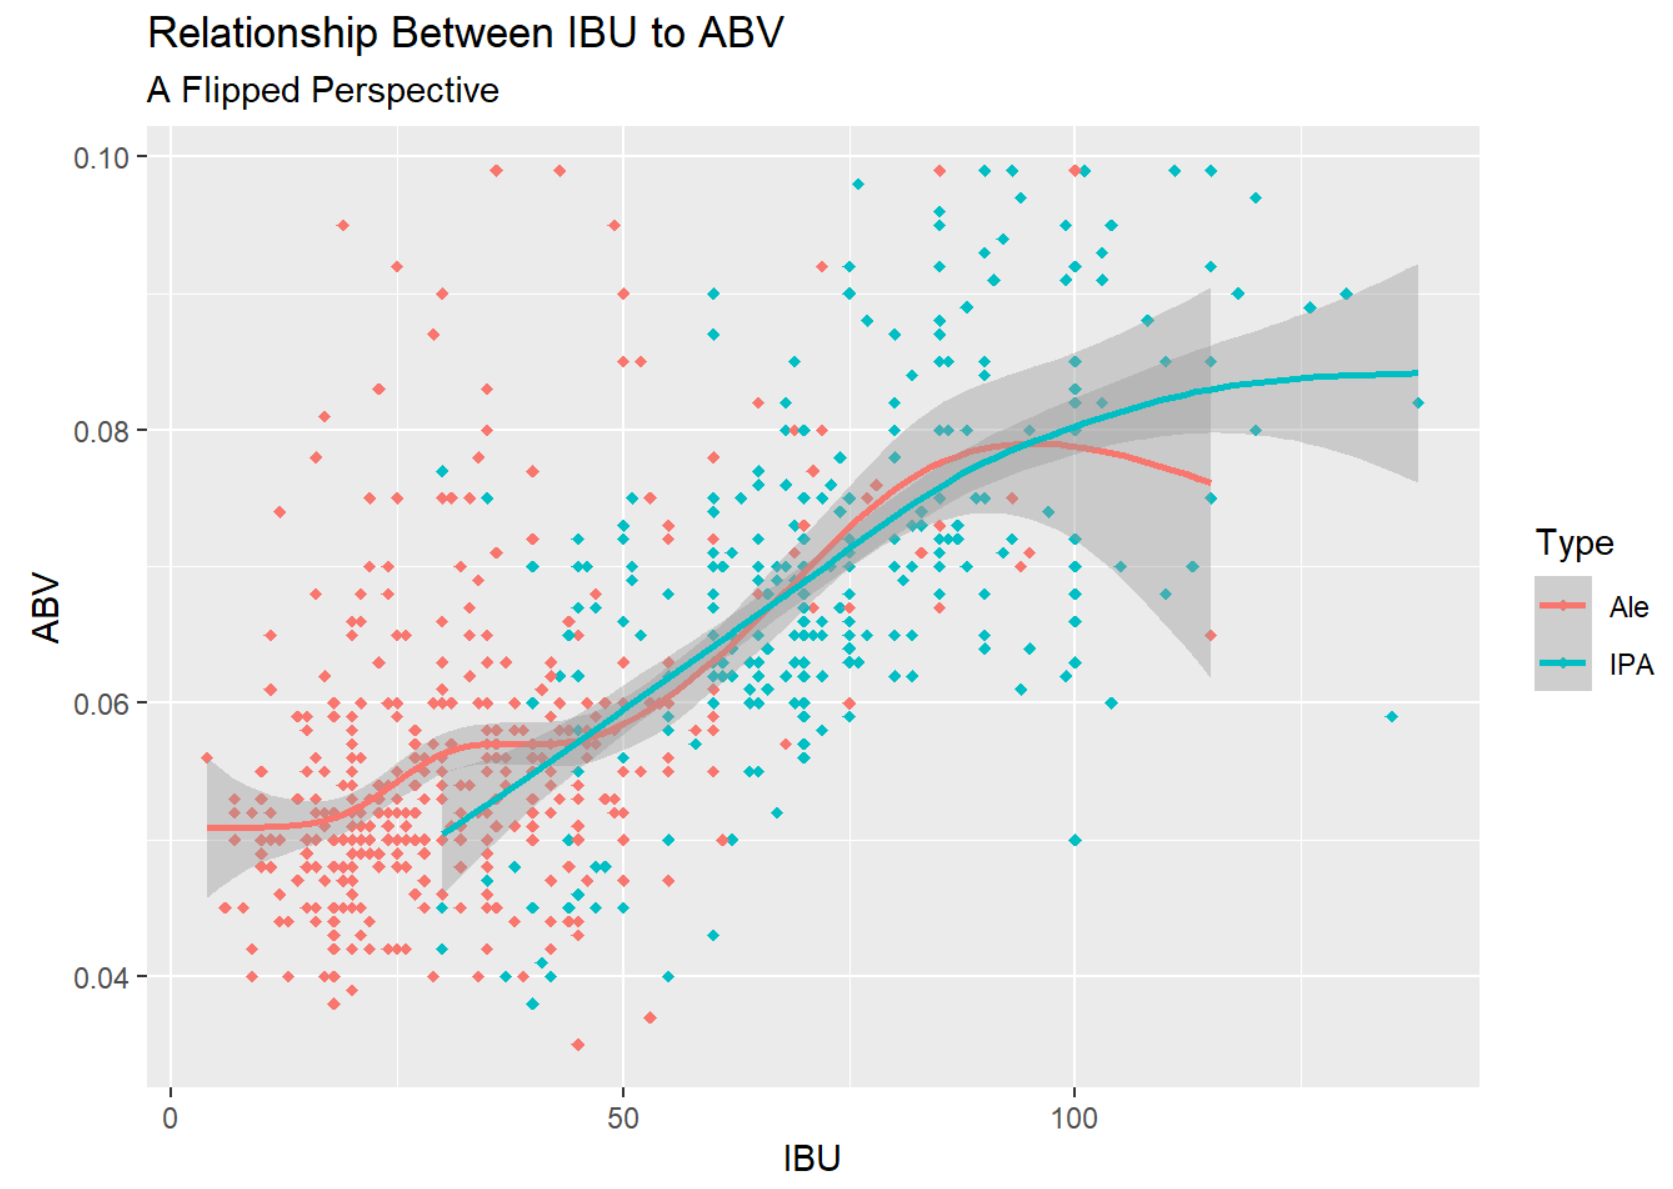 Relationship Between IBU to ABV
A Flipped Perspective
0.10
0.08
0.06
0.04
ABV
0
50
100
IBU
Type
Ale
IPA